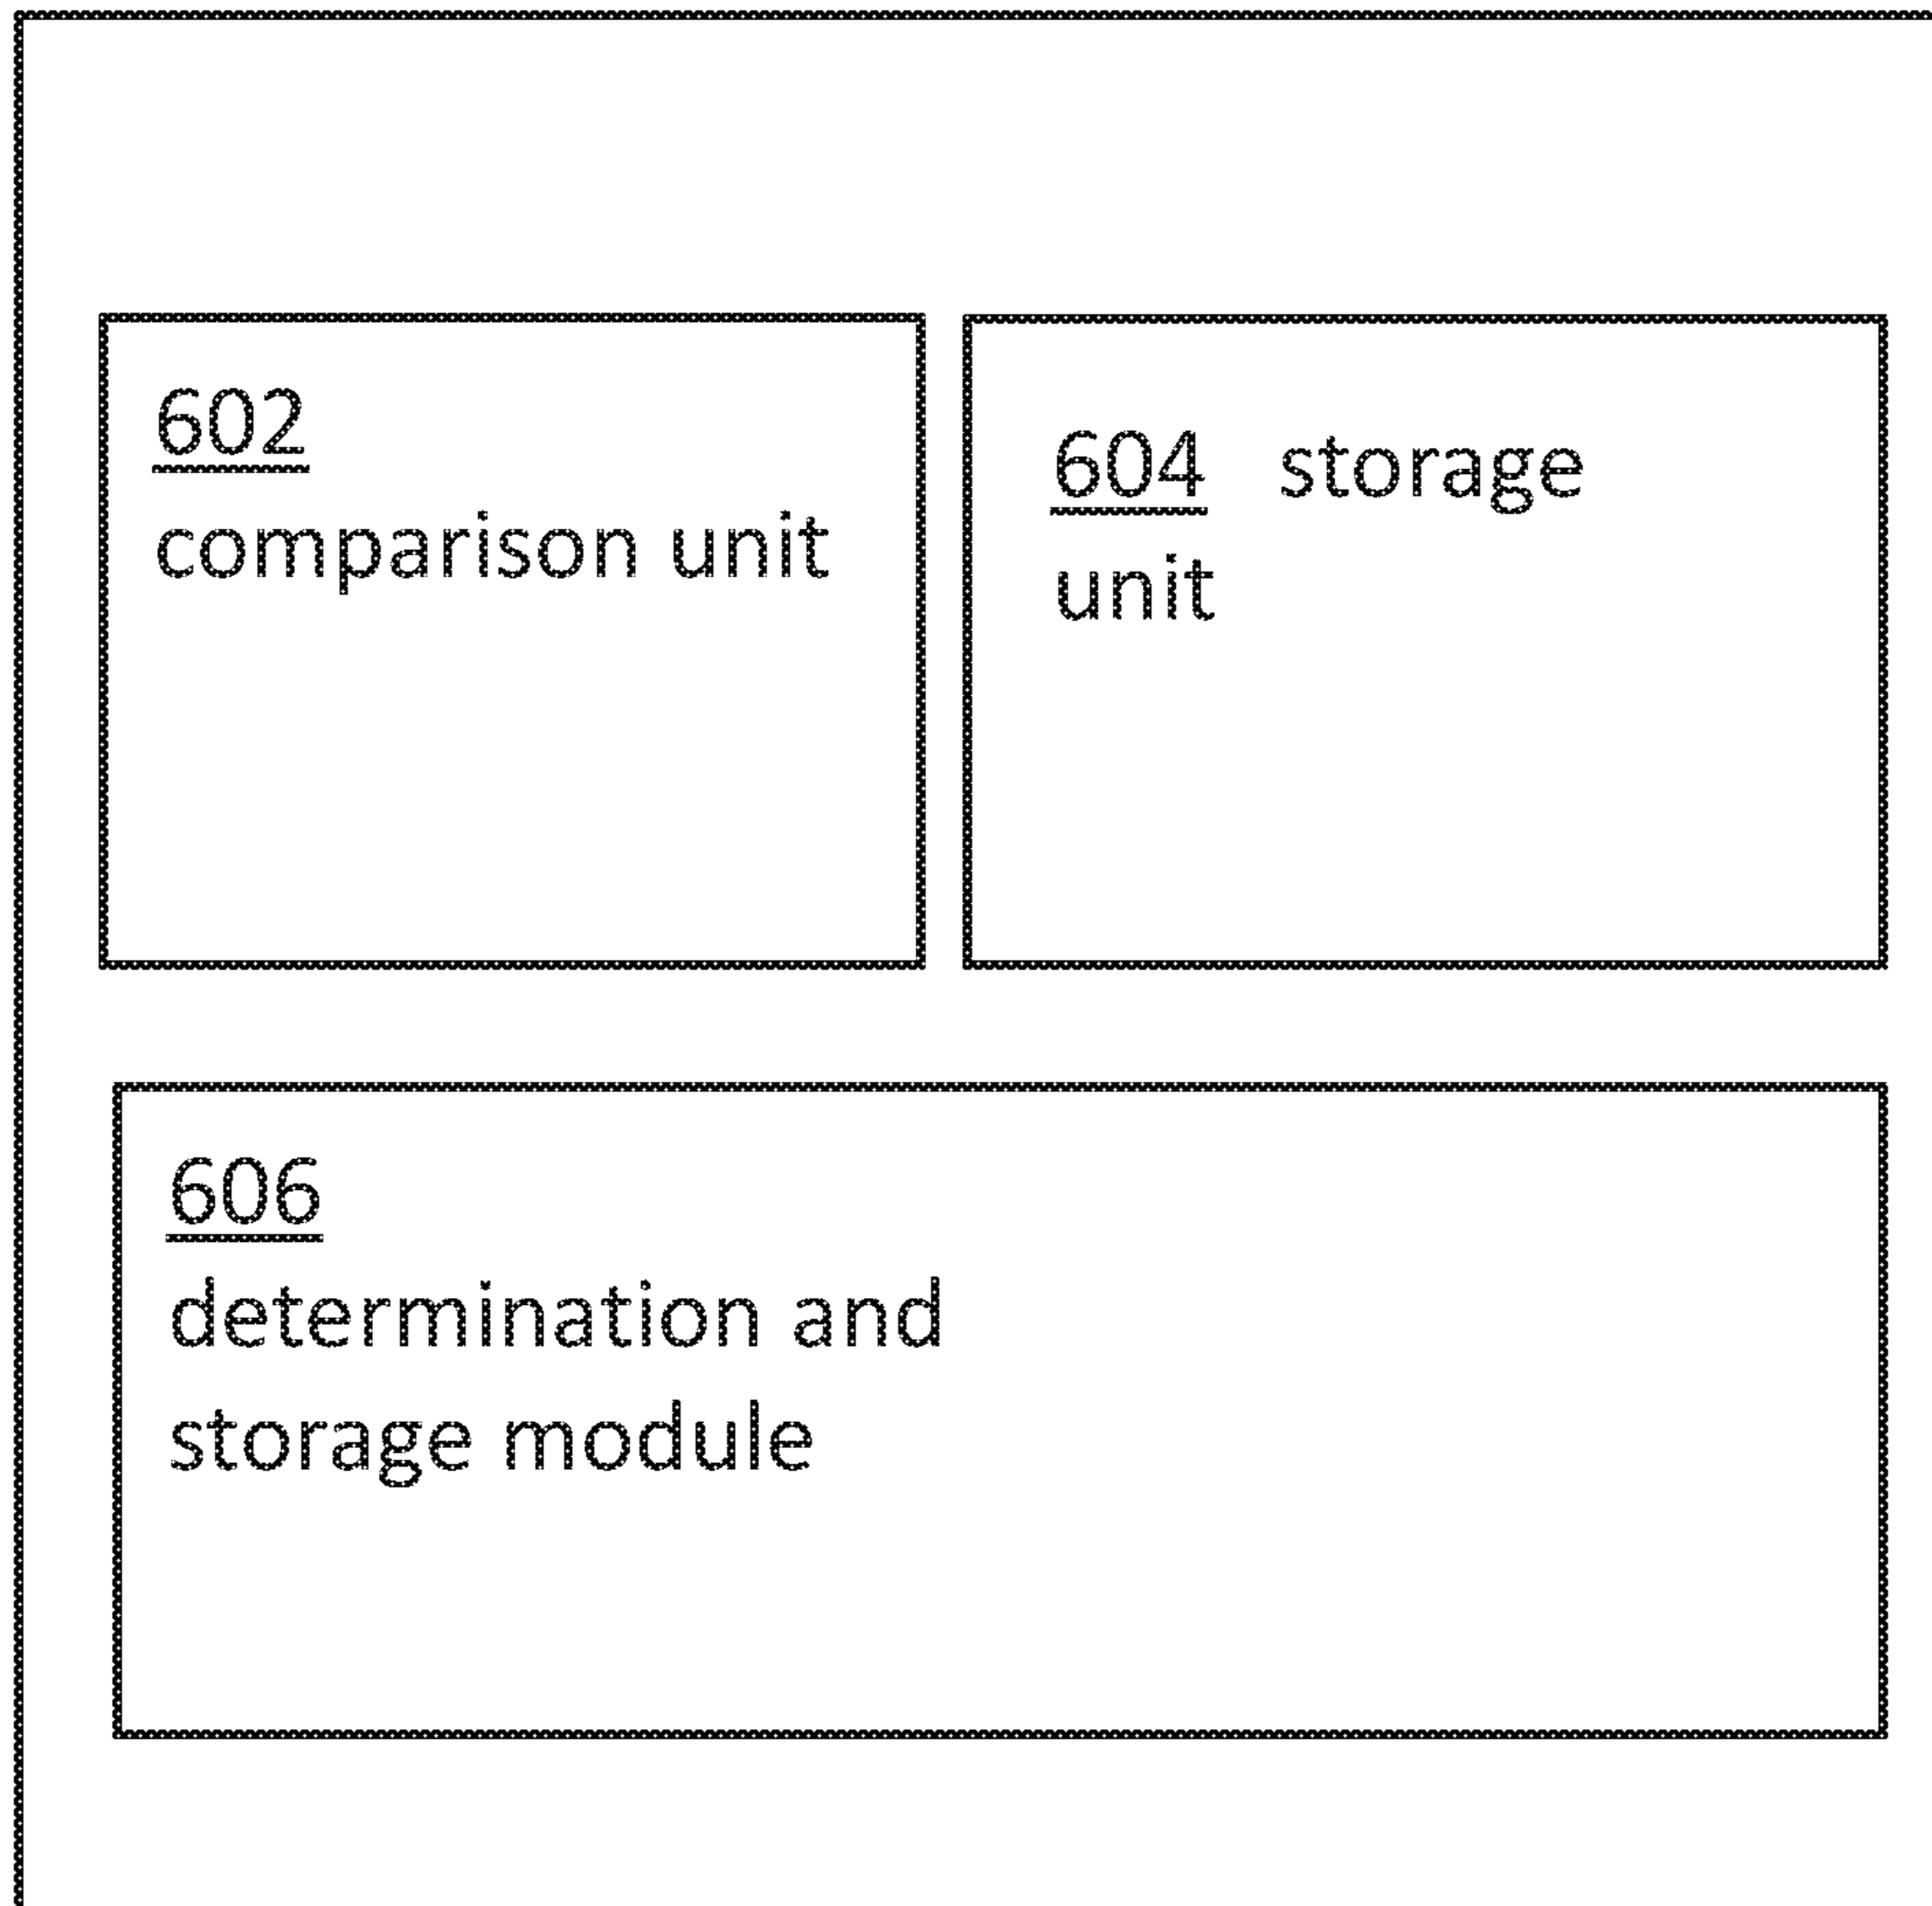 602
comparison unit
604 storage
unit
606
determination and
storage module